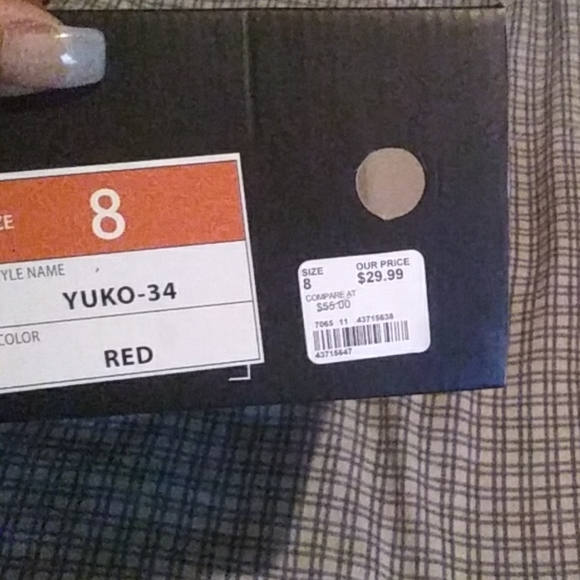 ZE 8
YLE NAME
YUKO-34
COLOR
RED
SIZE OUR PRICE
8 $29.99
COMPARE AT
$55.00
7065 11 43715638
43715647